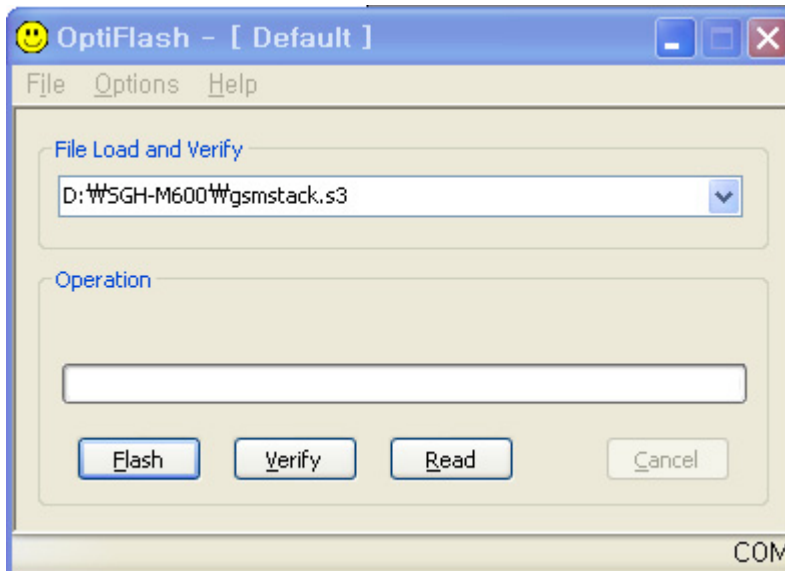 OptiFlash - [ Default ]
File Options Help
File Load and Verify
D:₩SGH-M600₩gsmstack.s3
Operation
Flash Verify Read Cancel
COM